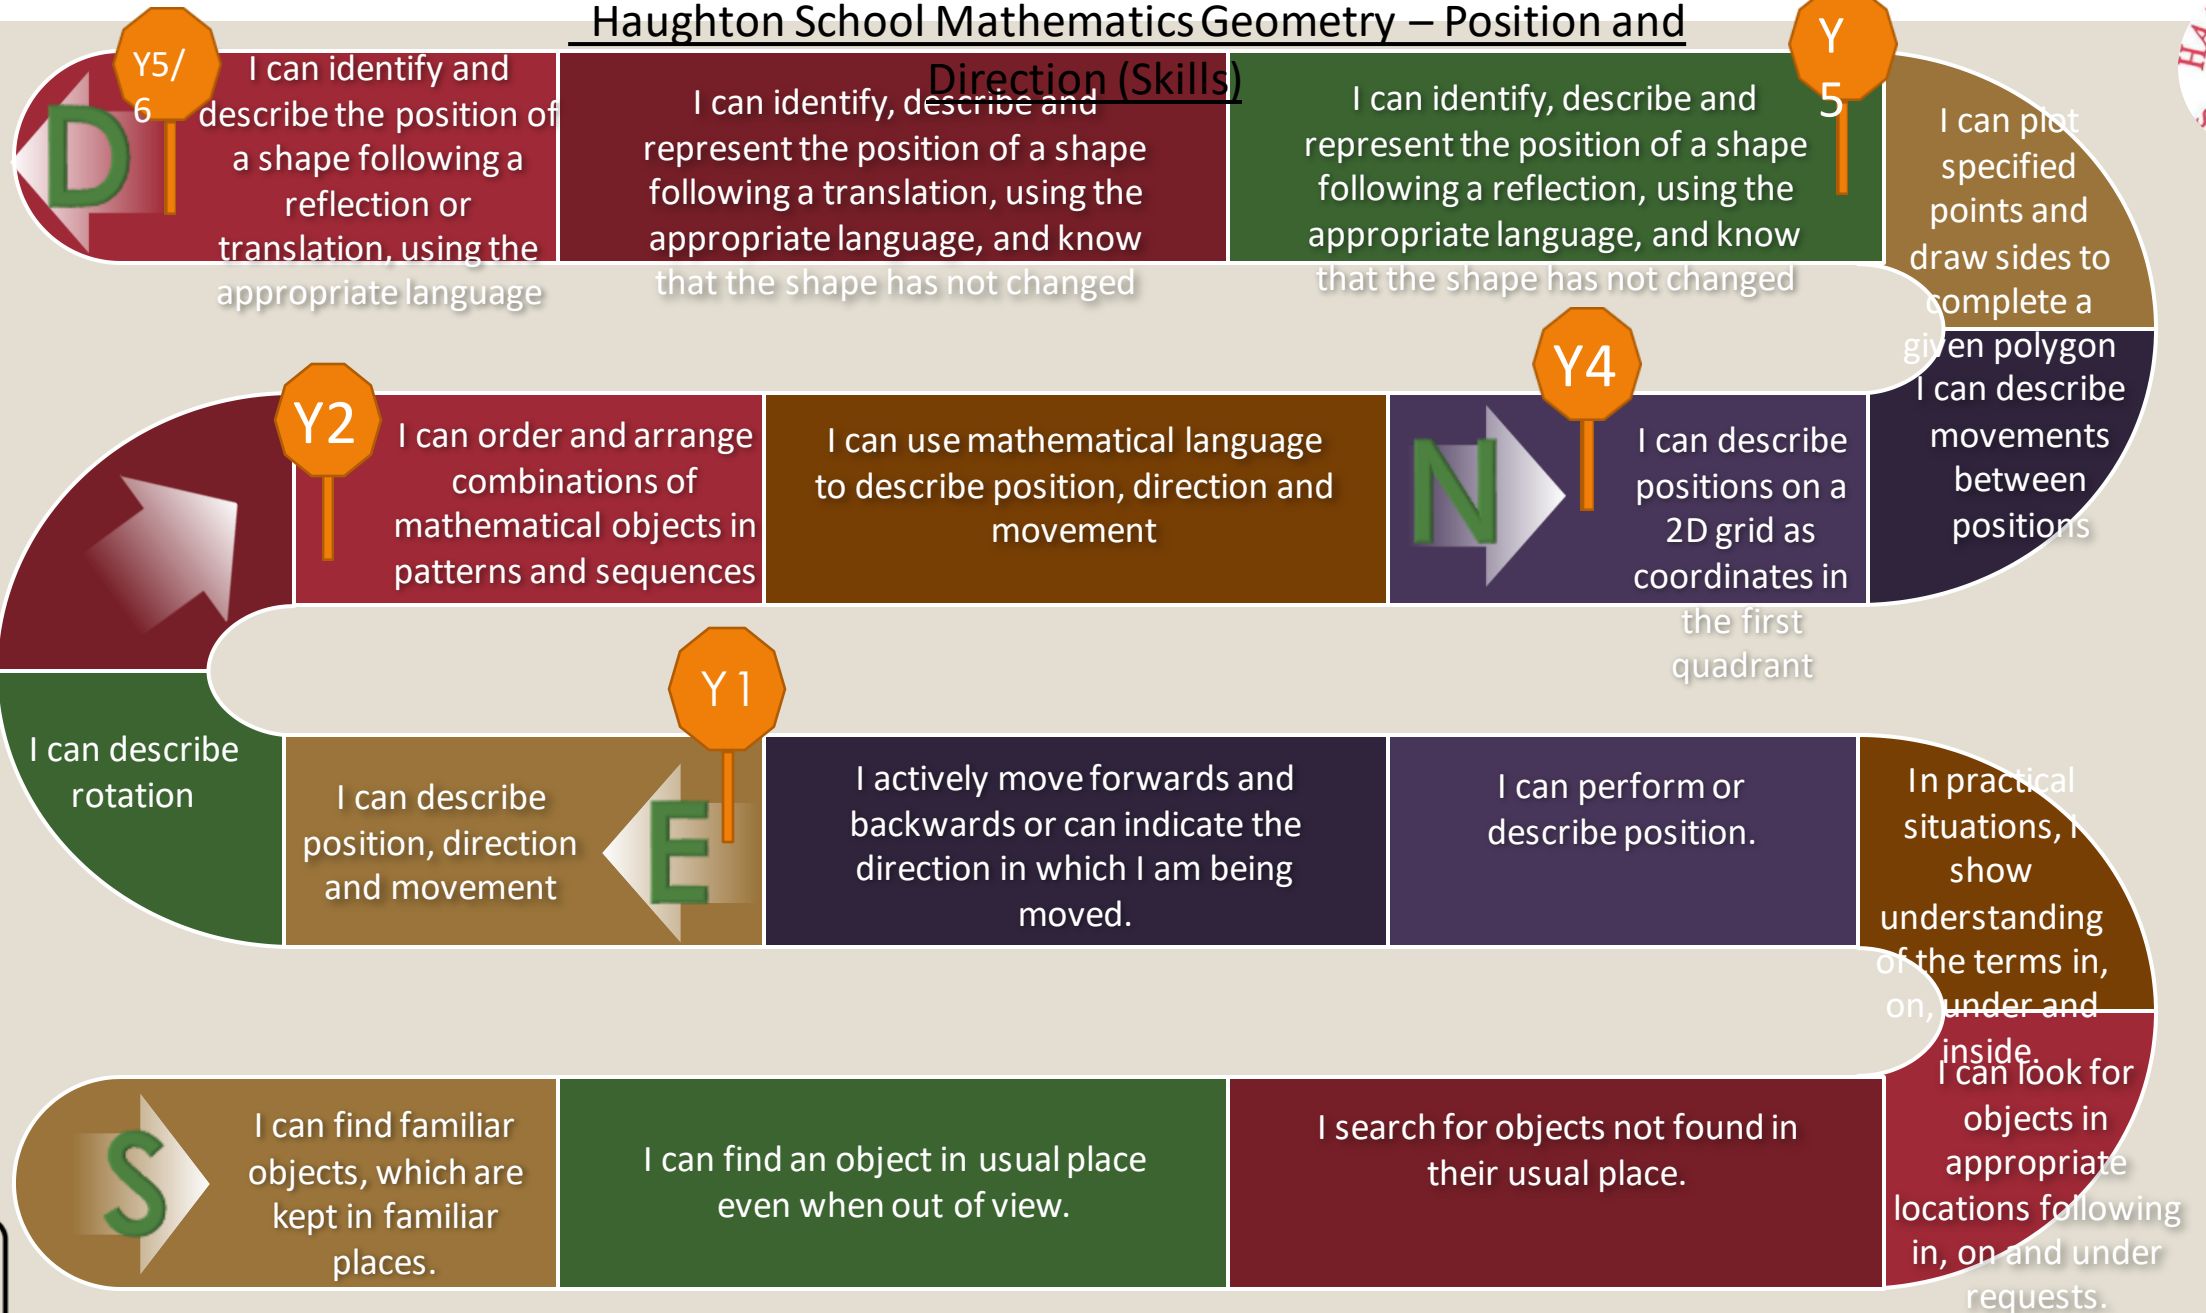 Haughton School Mathematics Geometry – Position and
Direction (Skills)
Y5/
6
D
I can identify and
describe the position of
a shape following a
reflection or
translation, using the
appropriate language
I can identify, describe and
represent the position of a shape
following a translation, using the
appropriate language, and know
that the shape has not changed
I can identify, describe and
represent the position of a shape
following a reflection, using the
appropriate language, and know
that the shape has not changed
Y
5
I can plot
specified
points and
draw sides to
complete a
given polygon
Y2
I can order and arrange
combinations of
mathematical objects in
patterns and sequences
I can use mathematical language
to describe position, direction and
movement
N
Y4
I can describe
positions on a
2D grid as
coordinates in
the first
quadrant
I can describe
movements
between
positions
I can describe
rotation
I can describe
position, direction
and movement
E
Y1
I actively move forwards and
backwards or can indicate the
direction in which I am being
moved.
I can perform or
describe position.
In practical
situations, I
show
understanding
of the terms in,
on, under and
inside.
S
I can find familiar
objects, which are
kept in familiar
places.
I can find an object in usual place
even when out of view.
I search for objects not found in
their usual place.
I can look for
objects in
appropriate
locations following
in, on and under
requests.